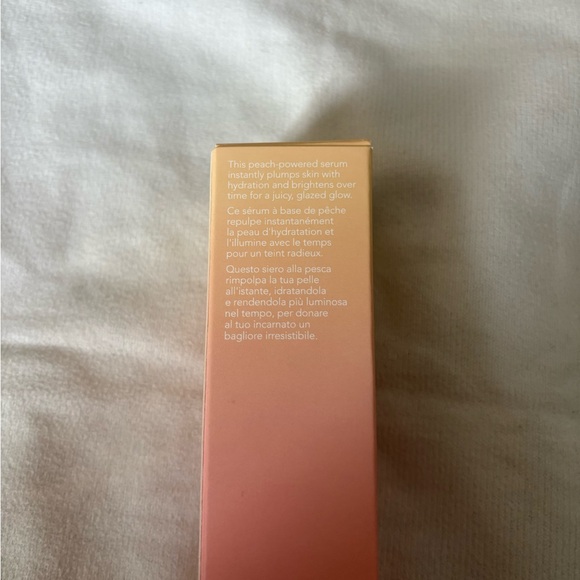 This peach-powered serum
instantly plumps skin with
hydration and brightens over
time for a juicy, glazed glow.
Ce sérum à base de pêche
repulpe instantanément
la peau d'hydratation et
l'illumine avec le temps
pour un teint radieux.
Questo siero alla pesca
rimpolpa la tua pelle
all'istante, idratandola
e rendendola più luminosa
nel tempo, per donare
al tuo incarnato un
bagliore irresistibile.